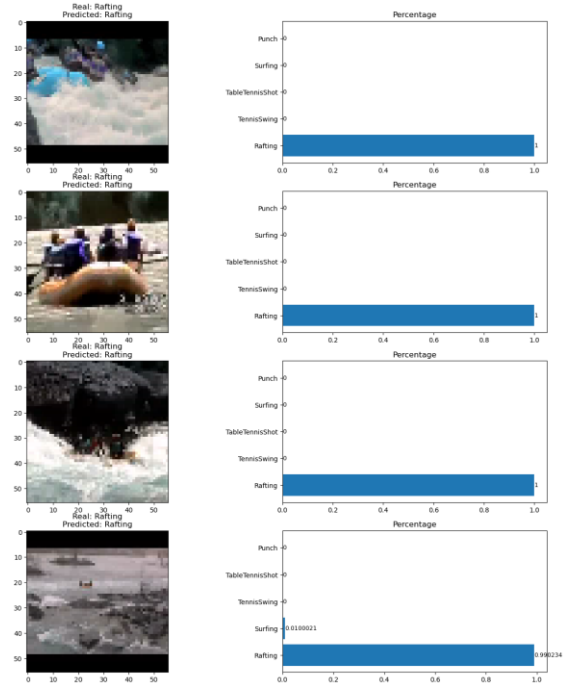 Real: Rafting
Predicted: Rafting
0
10
20
30
40
50
0 10 20 30 40 50
Percentage
Punch 0
Surfing 0
TableTennisShot 0
TennisSwing 0
Rafting 1
0.0 0.2 0.4 0.6 0.8 1.0
Real: Rafting
Predicted: Rafting
0
10
20
30
40
50
0 10 20 30 40 50
Percentage
Punch 0
Surfing 0
TableTennisShot 0
TennisSwing 0
Rafting 1
0.0 0.2 0.4 0.6 0.8 1.0
Real: Rafting
Predicted: Rafting
0
10
20
30
40
50
0 10 20 30 40 50
Percentage
Punch 0
Surfing 0
TableTennisShot 0
TennisSwing 0
Rafting 1
0.0 0.2 0.4 0.6 0.8 1.0
Real: Rafting
Predicted: Rafting
0
10
20
30
40
50
0 10 20 30 40 50
Percentage
Punch 0
TableTennisShot 0
TennisSwing 0
Surfing 0.0100021
Rafting
0.0 0.2 0.4 0.6 0.8 1.0